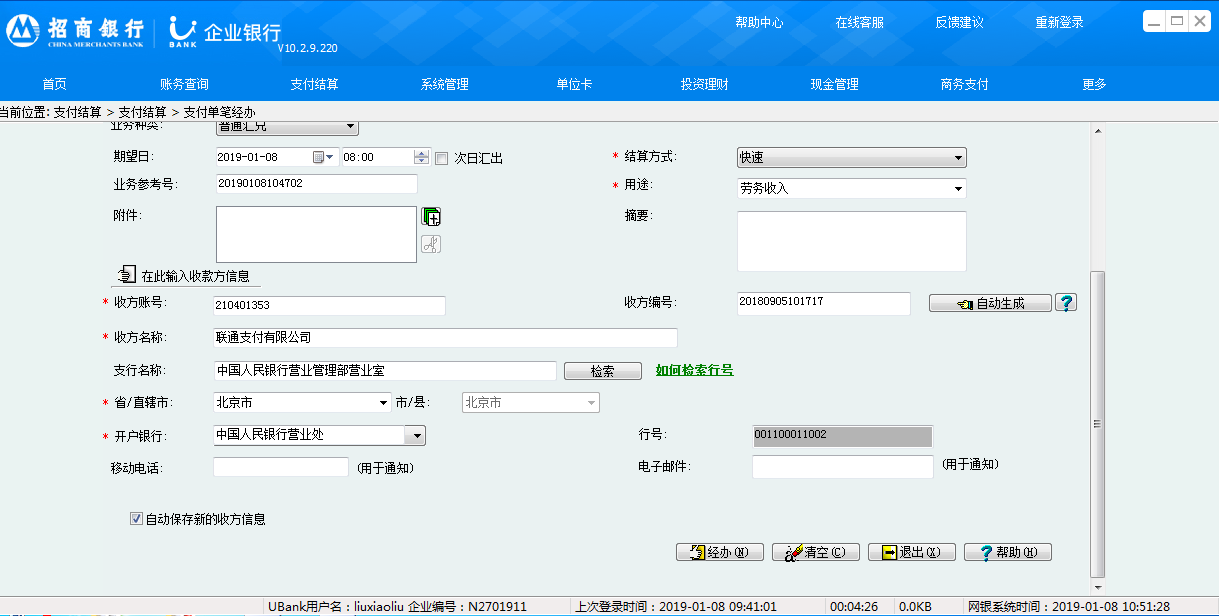 招商银行 企业银行 帮助中心 在线客服 反馈建议 重新登录
CHINA MERCHANTS BANK BANK V10.2.9.220
首页 账务查询 支付结算 系统管理 单位卡 投资理财 现金管理 商务支付 更多
当前位置: 支付结算 > 支付结算 > 支付单笔经办
业务种类: 普通汇兑
期望日: 2019-01-08 08:00 次日汇出 * 结算方式: 快速
业务参考号: 20190108104702 * 用途: 劳务收入
附件: 摘要:
在此输入收款方信息
* 收方账号: 210401353 收方编号: 20180905101717 自动生成 ?
* 收方名称: 联通支付有限公司
支行名称: 中国人民银行营业管理部营业室 检索 如何检索行号
* 省/直辖市: 北京市 市/县: 北京市
* 开户银行: 中国人民银行营业处 行号: 001100011002
移动电话: (用于通知) 电子邮件: (用于通知)
自动保存新的收方信息
经办(N) 清空(C) 退出(X) 帮助(H)
UBank用户名：liuxiaoliu 企业编号：N2701911 上次登录时间：2019-01-08 09:41:01 00:04:26 0.0KB 网银系统时间：2019-01-08 10:51:28